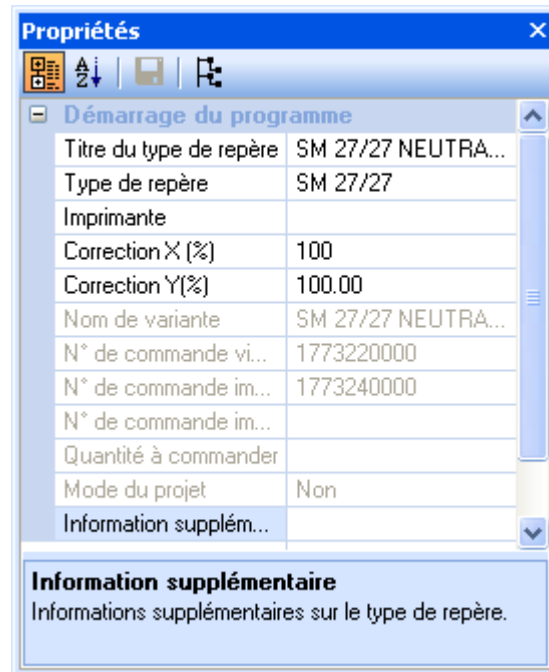 Propriétés
Démarrage du programme
Titre du type de repère SM 27/27 NEUTRA...
Type de repère SM 27/27
Imprimante
Correction X (%) 100
Correction Y(%) 100.00
Nom de variante SM 27/27 NEUTRA...
N° de commande vi... 1773220000
N° de commande im... 1773240000
N° de commande im...
Quantité à commander
Mode du projet Non
Information supplém...
Information supplémentaire
Informations supplémentaires sur le type de repère.